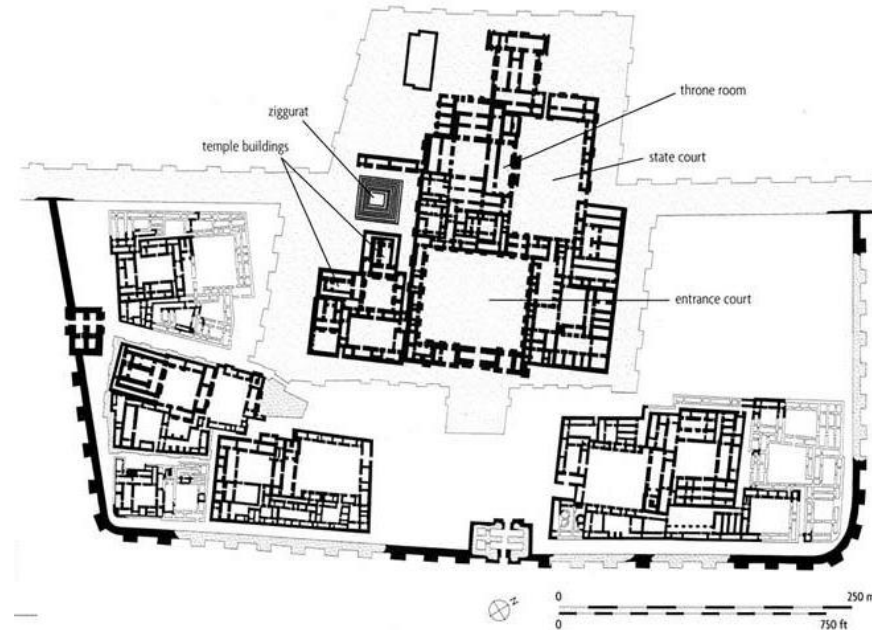 throne room
ziggurat
temple buildings
state court
entrance court
N
0 250 m
0 750 ft